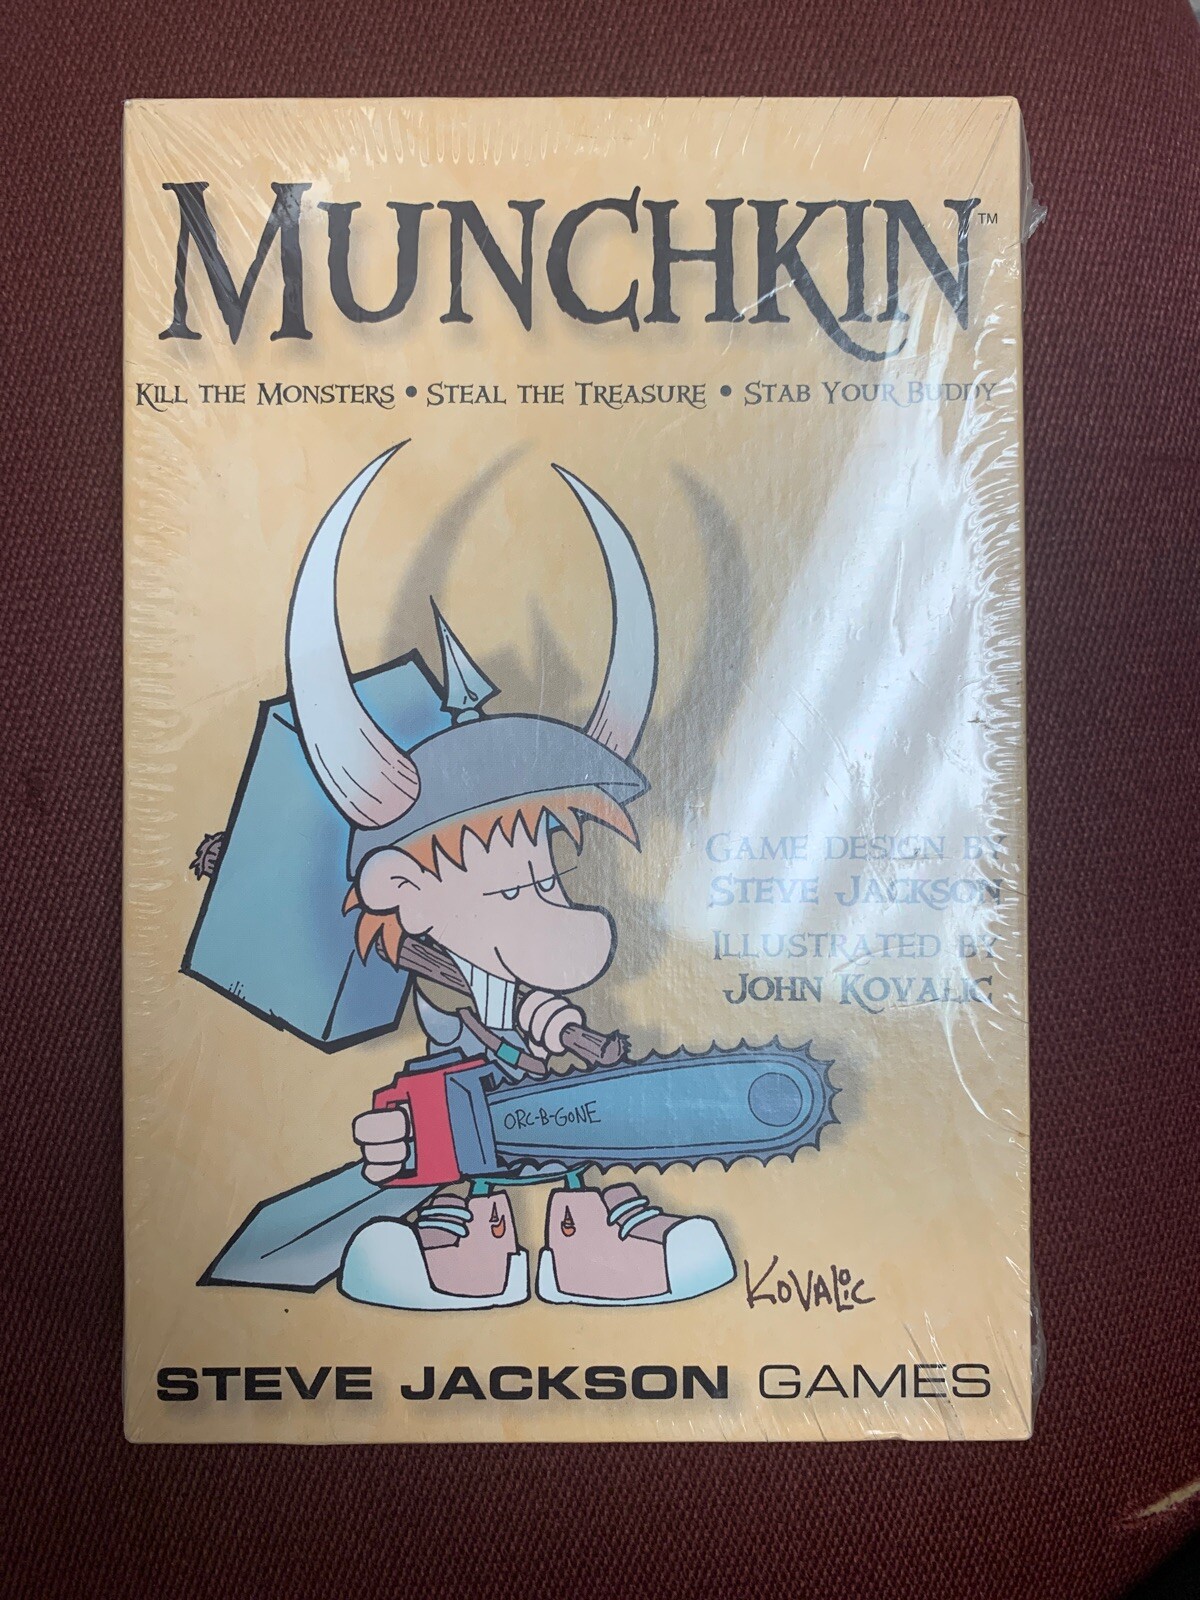 MUNCHKIN™
KILL THE MONSTERS • STEAL THE TREASURE • STAB YOUR BUDDY
GAME DESIGN BY
STEVE JACKSON
ILLUSTRATED BY
JOHN KOVALIC
ORC-B-GONE
KOVALIC
STEVE JACKSON GAMES